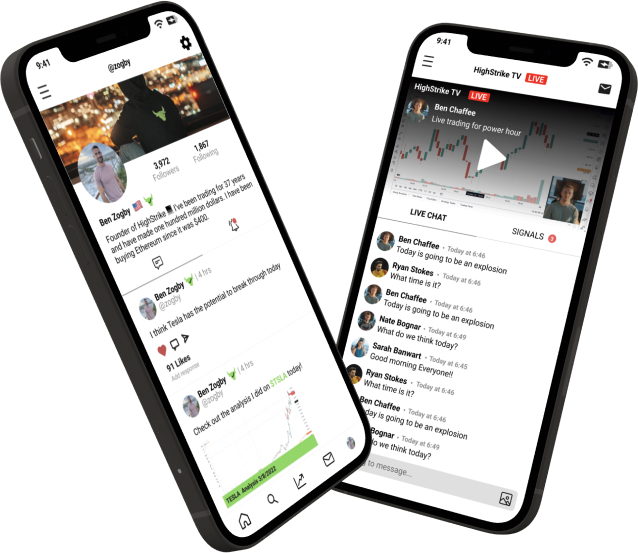 9:41
@zogby
3,972
Followers
1,867
Following
Ben Zogby
Founder of HighStrike I've been trading for 37 years
and have made one hundred million dollars. I have been
buying Ethereum since it was $400.
Ben Zogby | 4 hrs
@zogby
I think Tesla has the potential to break through today
91 Likes
Add response
Ben Zogby | 4 hrs
@zogby
Check out the analysis I did on $TSLA today!
TESLA Analysis 2/8/2022
9:41
HighStrike TV LIVE
HighStrike TV LIVE
Ben Chaffee
Live trading for power hour
LIVE CHAT
SIGNALS
Ben Chaffee • Today at 6:46
Today is going to be an explosion
Ryan Stokes • Today at 6:46
What time is it?
Ben Chaffee • Today at 6:46
Today is going to be an explosion
Nate Bognar • Today at 6:49
What do we think today?
Sarah Banwart • Today at 6:45
Good morning Everyone!!
Ryan Stokes • Today at 6:46
What time is it?
Ben Chaffee • Today at 6:46
day is going to be an explosion
Bognar • Today at 6:49
do we think today?
to message...